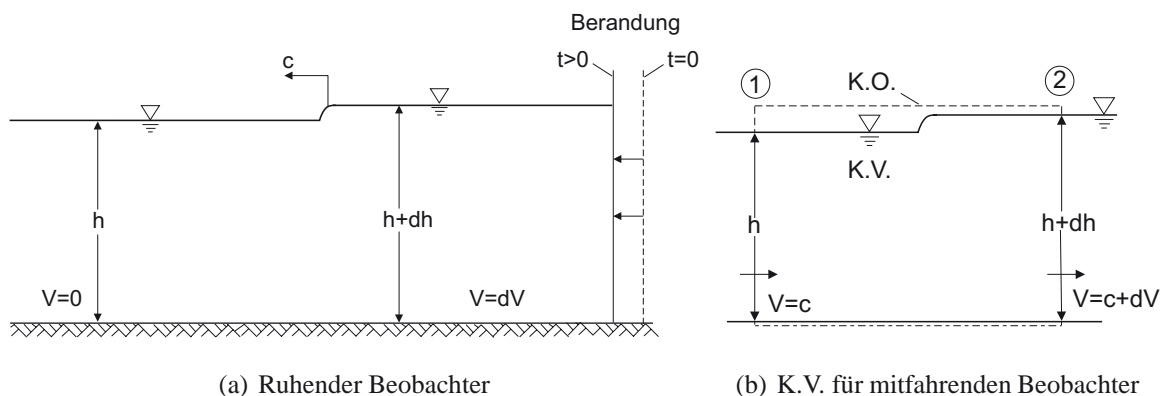 Berandung
t>0
t=0
c
h
h+dh
V=0
V=dV
(a) Ruhender Beobachter
1
2
K.O.
K.V.
h
h+dh
V=c
V=c+dV
(b) K.V. für mitfahrenden Beobachter